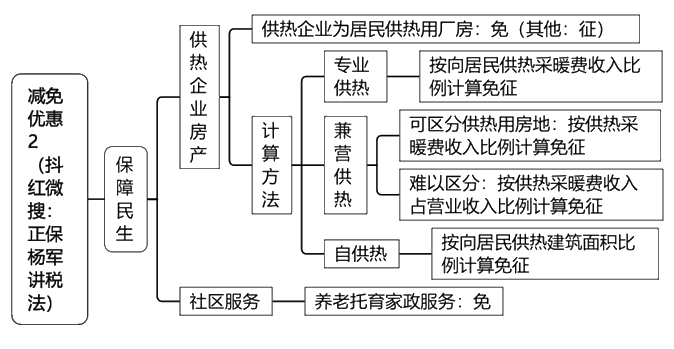 减免
优惠
2
（抖
红微
搜：
正保
杨军
讲税
法）
保
障
民
生
供
热
企
业
房
产
供热企业为居民供热用厂房：免（其他：征）
计
算
方
法
专业
供热
按向居民供热采暖费收入比
例计算免征
兼
营
供
热
可区分供热用房地：按供热采
暖费收入比例计算免征
难以区分：按供热采暖费收入
占营业收入比例计算免征
自供热
按向居民供热建筑面积比
例计算免征
社区服务
养老托育家政服务：免